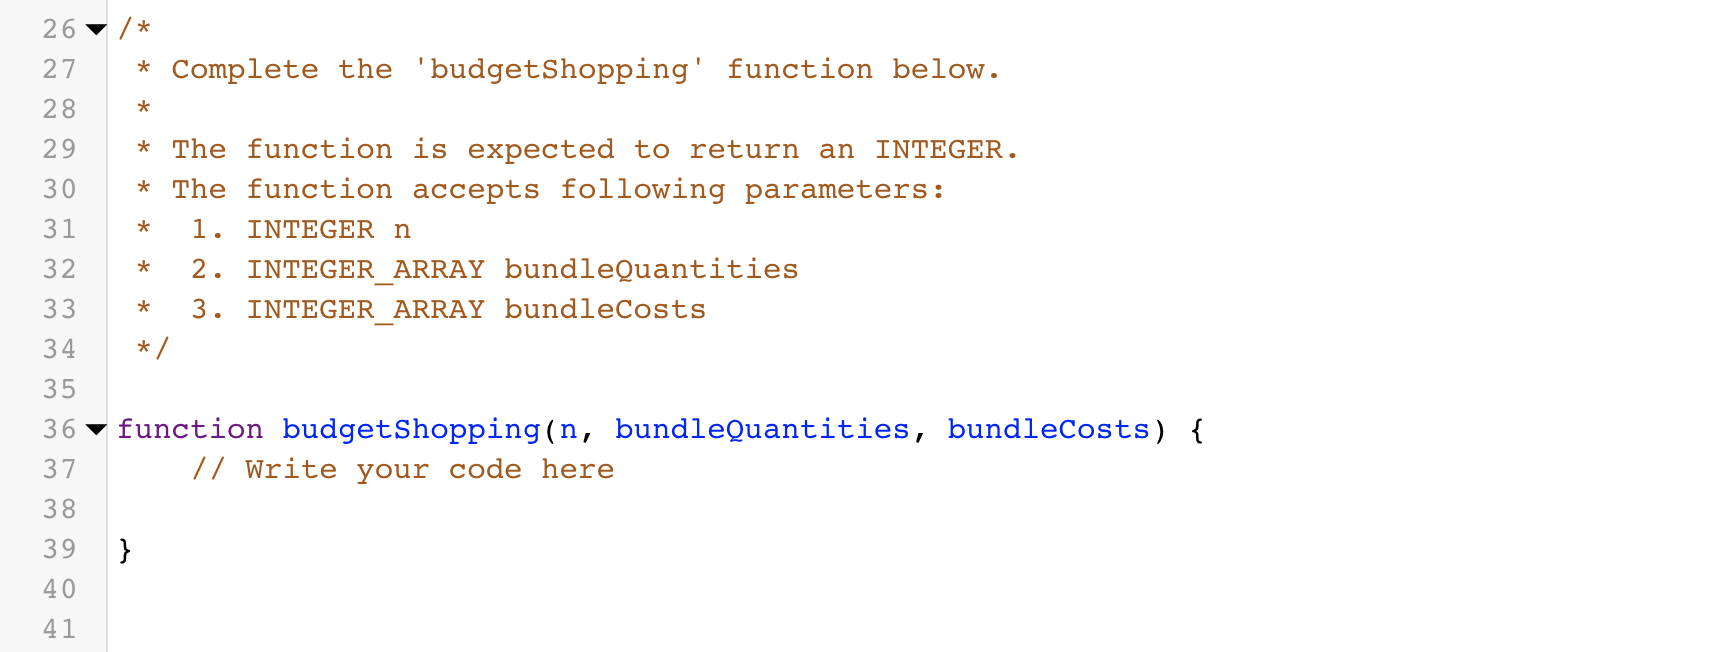 26 /*
27  * Complete the 'budgetShopping' function below.
28  *
29  * The function is expected to return an INTEGER.
30  * The function accepts following parameters:
31  *  1. INTEGER n
32  *  2. INTEGER_ARRAY bundleQuantities
33  *  3. INTEGER_ARRAY bundleCosts
34  */
35
36 function budgetShopping(n, bundleQuantities, bundleCosts) {
37     // Write your code here
38
39 }
40
41